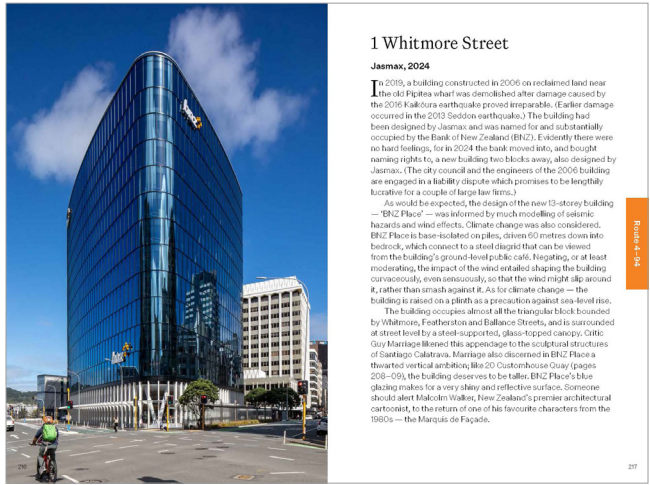 bnz
bnz
216
1 Whitmore Street
Jasmax, 2024
In 2019, a building constructed in 2006 on reclaimed land near
the old Pipitea wharf was demolished after damage caused by
the 2016 Kaikōura earthquake proved irreparable. (Earlier damage
occurred in the 2013 Seddon earthquake.) The building had
been designed by Jasmax and was named for and substantially
occupied by the Bank of New Zealand (BNZ). Evidently there were
no hard feelings, for in 2024 the bank moved into, and bought
naming rights to, a new building two blocks away, also designed by
Jasmax. (The city council and the engineers of the 2006 building
are engaged in a liability dispute which promises to be lengthily
lucrative for a couple of large law firms.)
As would be expected, the design of the new 13-storey building
— ‘BNZ Place’ — was informed by much modelling of seismic
hazards and wind effects. Climate change was also considered.
BNZ Place is base-isolated on piles, driven 60 metres down into
bedrock, which connect to a steel diagrid that can be viewed
from the building’s ground-level public café. Negating, or at least
moderating, the impact of the wind entailed shaping the building
curvaceously, even sensuously, so that the wind might slip around
it, rather than smash against it. As for climate change — the
building is raised on a plinth as a precaution against sea-level rise.
The building occupies almost all the triangular block bounded
by Whitmore, Featherston and Ballance Streets, and is surrounded
at street level by a steel-supported, glass-topped canopy. Critic
Guy Marriage likened this appendage to the sculptural structures
of Santiago Calatrava. Marriage also discerned in BNZ Place a
thwarted vertical ambition; like 20 Customhouse Quay (pages
208–09), the building deserves to be taller. BNZ Place’s blue
glazing makes for a very shiny and reflective surface. Someone
should alert Malcolm Walker, New Zealand’s premier architectural
cartoonist, to the return of one of his favourite characters from the
1980s — the Marquis de Façade.
Route 4–94
217